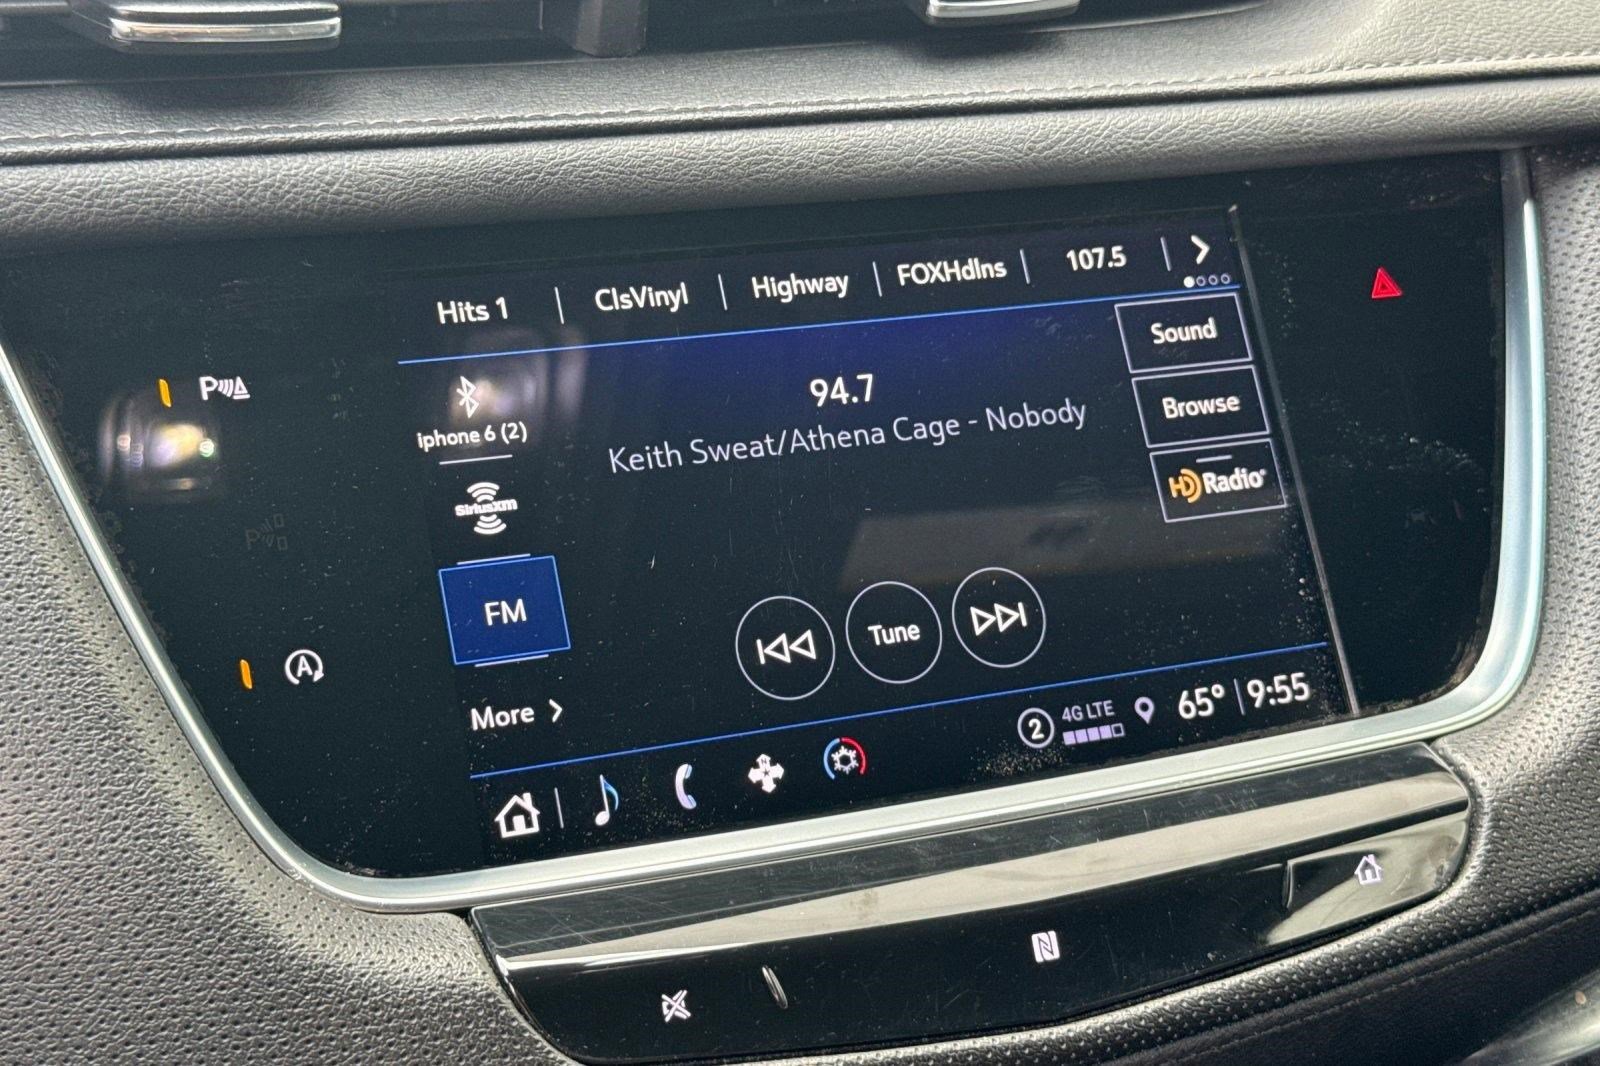 Hits 1 | ClsVinyl | Highway | FOXHdlns | 107.5
iphone 6 (2)
SiriusXM
FM
More
94.7
Keith Sweat/Athena Cage - Nobody
Tune
Sound
Browse
HD Radio
2 4G LTE 65° 9:55
P
P
A
N